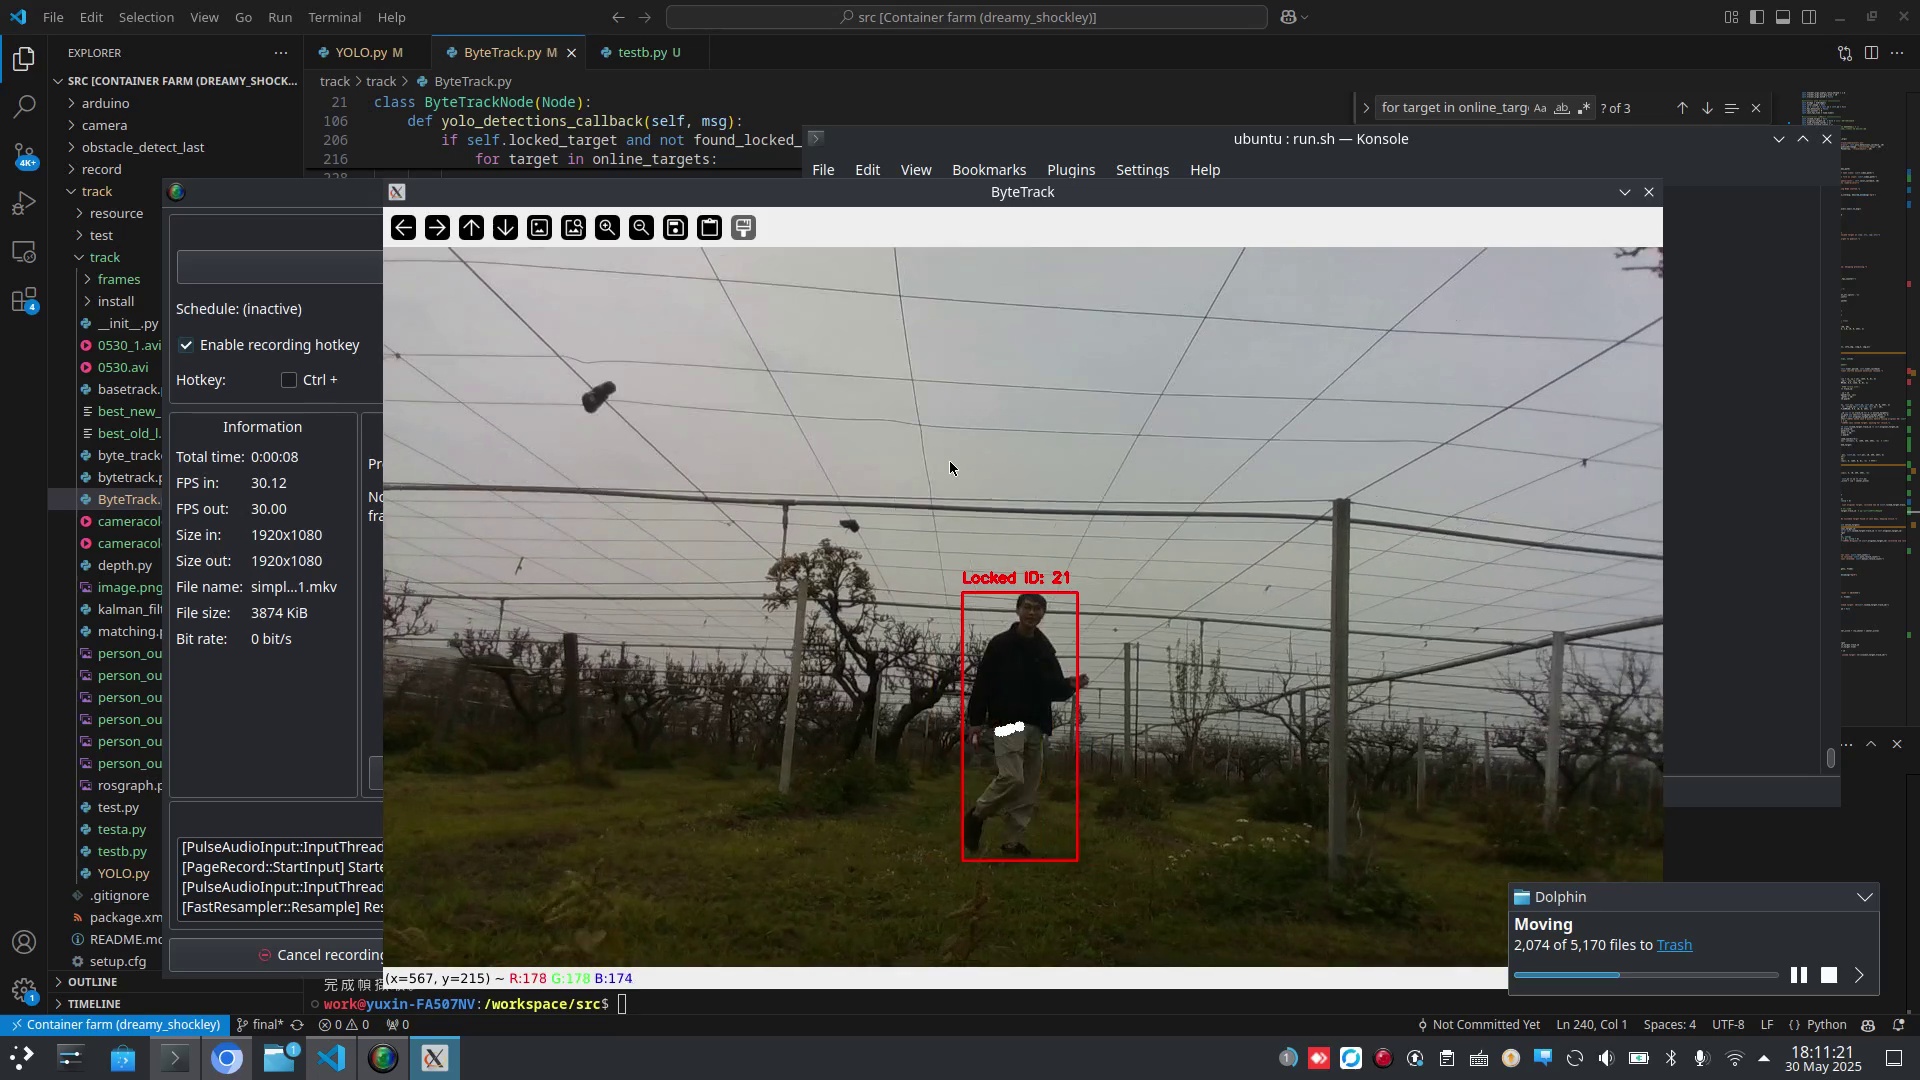 File Edit Selection View Go Run Terminal Help
src [Container farm (dreamy_shockley)]
EXPLORER
SRC [CONTAINER FARM (DREAMY_SHOCK...
arduino
camera
obstacle_detect_last
record
track
resource
test
track
frames
install
__init__.py
0530_1.avi
0530.avi
basetrack.
best_new_
best_old_l.
byte_track
bytetrack.p
ByteTrack.
cameracol
cameracol
depth.py
image.png
kalman_filt
matching.p
person_ou
person_ou
person_ou
person_ou
person_ou
person_ou
rosgraph.p
test.py
testa.py
testb.py
YOLO.py
.gitignore
package.xm
README.md
setup.cfg
OUTLINE
TIMELINE
4K+
4
1
YOLO.py M
ByteTrack.py M
testb.py U
track > track > ByteTrack.py
21 class ByteTrackNode(Node):
106 def yolo_detections_callback(self, msg):
206 if self.locked_target and not found_locked_
216 for target in online_targets:
for target in online_targ
Aa ab
? of 3
ubuntu : run.sh — Konsole
File Edit View Bookmarks Plugins Settings Help
Schedule: (inactive)
Enable recording hotkey
Hotkey: Ctrl +
Information
Total time: 0:00:08
FPS in: 30.12
FPS out: 30.00
Size in: 1920x1080
Size out: 1920x1080
File name: simpl...1.mkv
File size: 3874 KiB
Bit rate: 0 bit/s
Pr
No
fra
[PulseAudioInput::InputThread
[PageRecord::StartInput] Starte
[PulseAudioInput::InputThread
[FastResampler::Resample] Res
Cancel recording
ByteTrack
Locked ID: 21
(x=567, y=215) ~ R:178 G:178 B:174
Dolphin
Moving
2,074 of 5,170 files to Trash
work@yuxin-FA507NV:/workspace/src$
Container farm (dreamy_shockley)
final*
0 0
0
Not Committed Yet
Ln 240, Col 1
Spaces: 4
UTF-8
LF
Python
1
1
18:11:21
30 May 2025